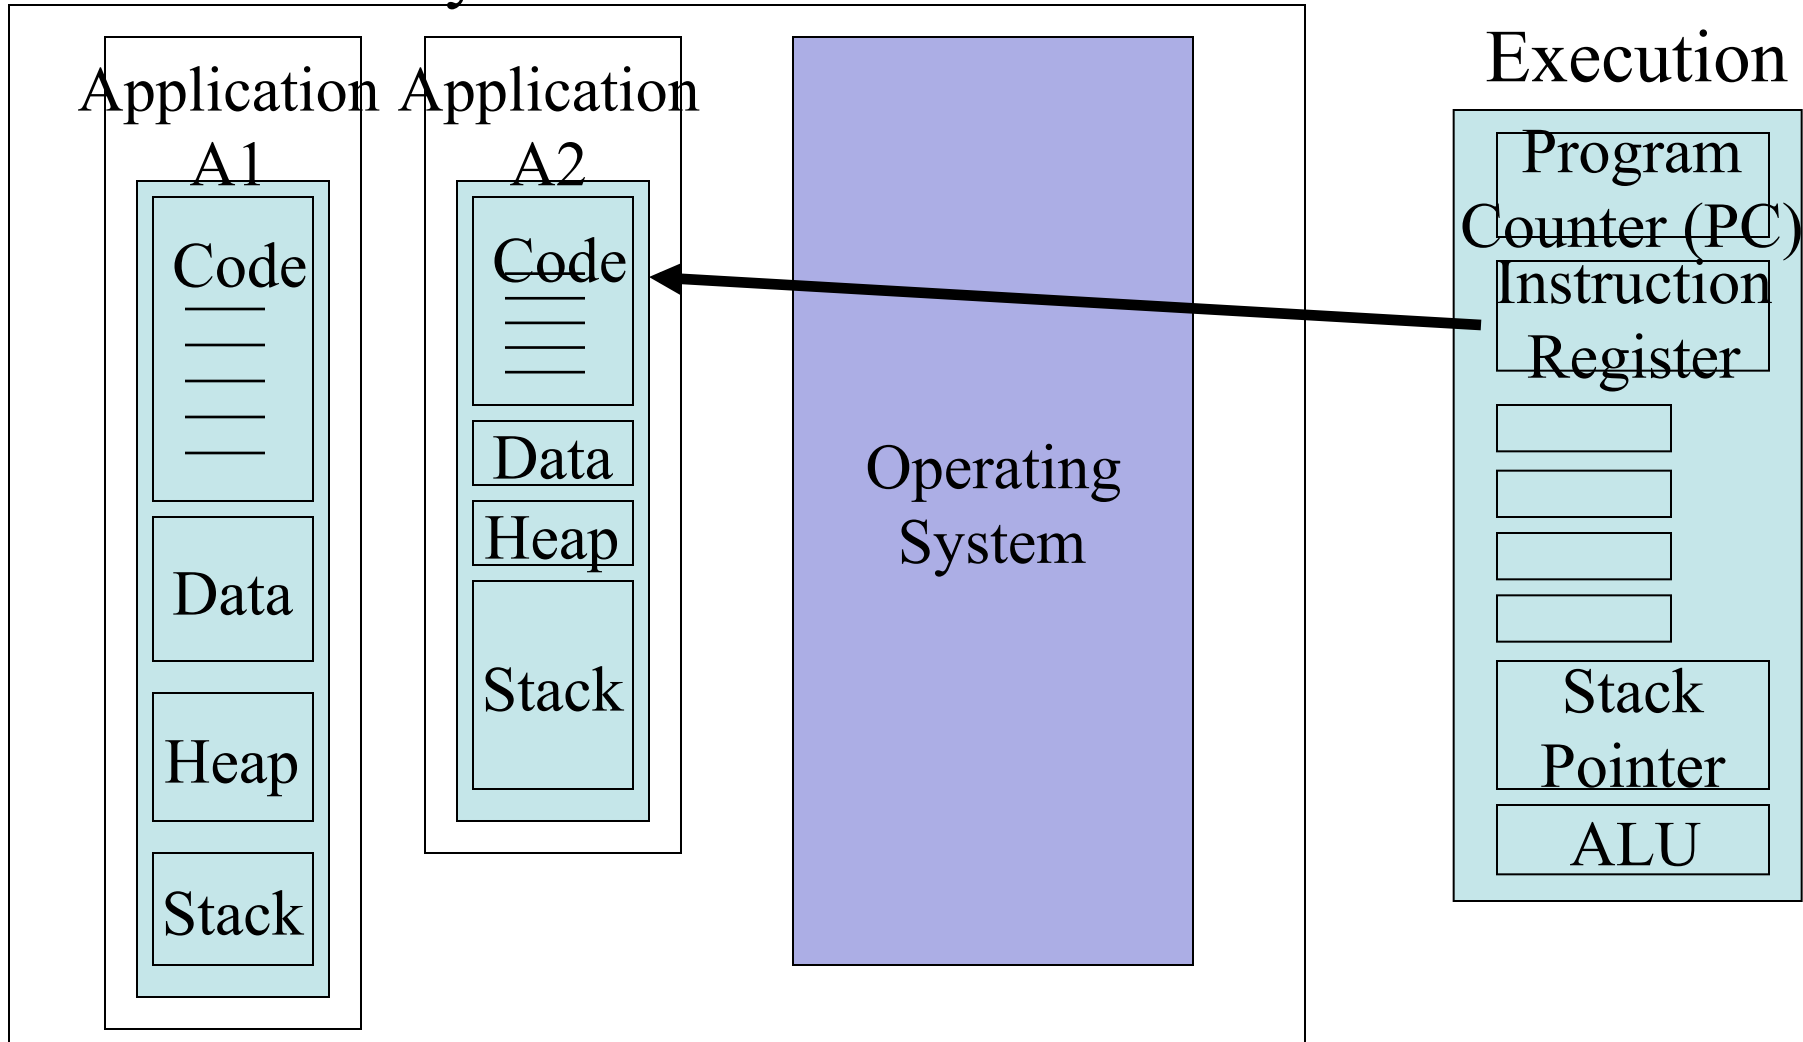 Application
A1
Code
Data
Heap
Stack
Application
A2
Code
Data
Heap
Stack
Operating
System
Execution
Program
Counter (PC)
Instruction
Register
Stack
Pointer
ALU